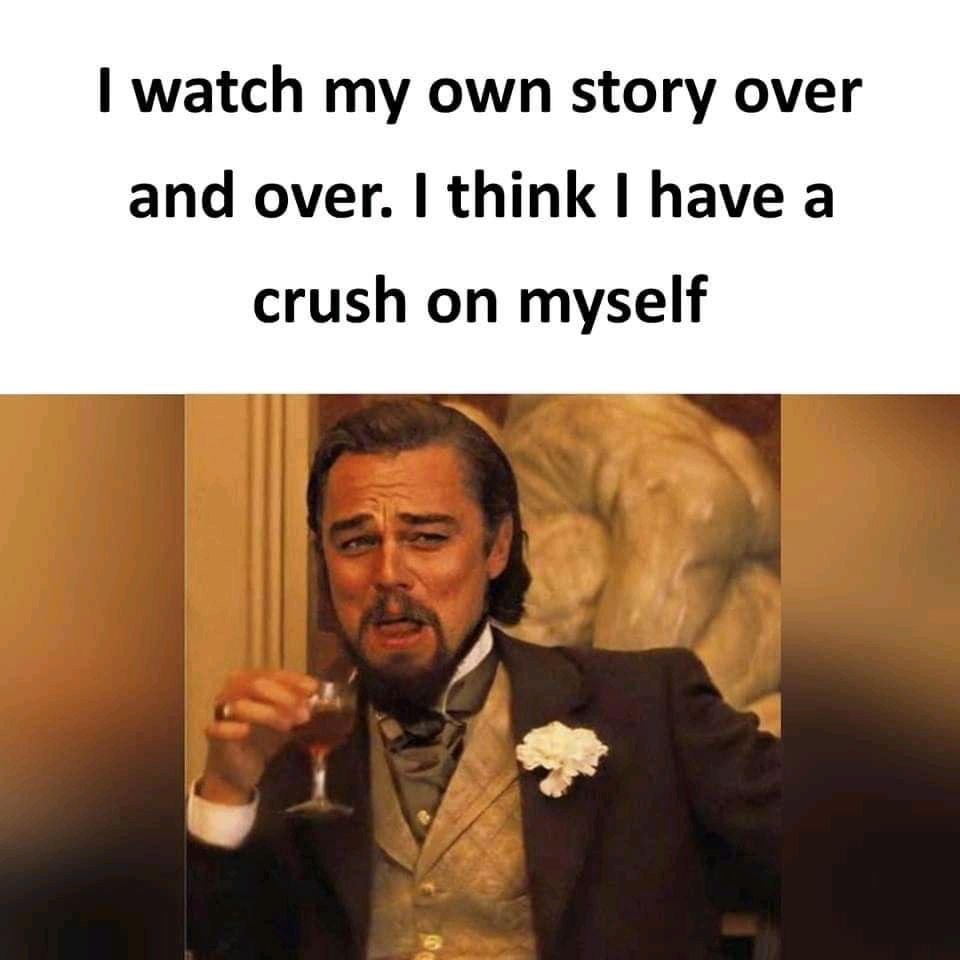 I watch my own story over
and over. I think I have a
crush on myself